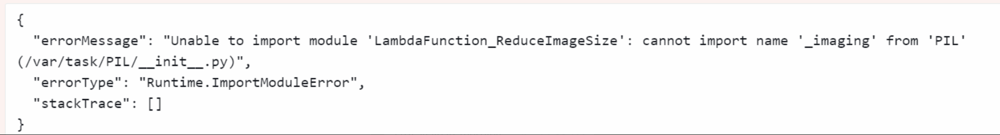 {
"errorMessage": "Unable to import module 'LambdaFunction_ReduceImageSize': cannot import name '_imaging' from 'PIL'
(/var/task/PIL/__init__.py)",
"errorType": "Runtime.ImportModuleError",
"stackTrace": []
}